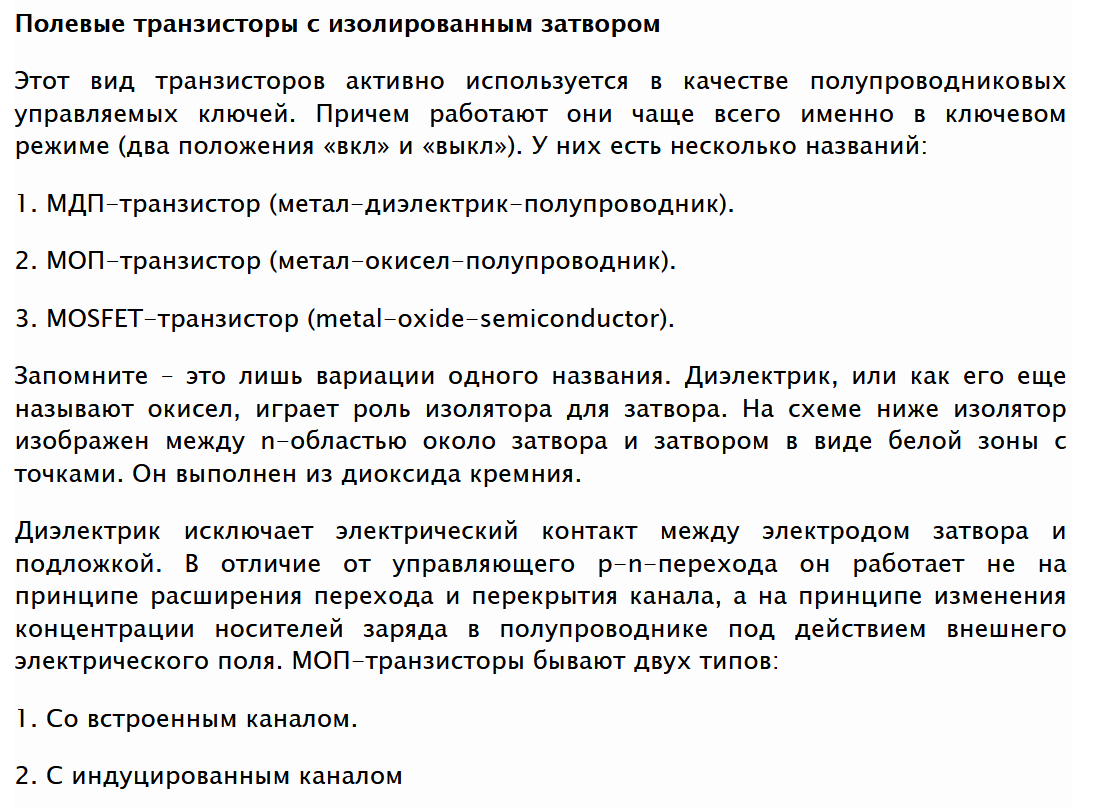 Полевые транзисторы с изолированным затвором
Этот вид транзисторов активно используется в качестве полупроводниковых
управляемых ключей. Причем работают они чаще всего именно в ключевом
режиме (два положения «вкл» и «выкл»). У них есть несколько названий:
1. МДП-транзистор (метал-диэлектрик-полупроводник).
2. МОП-транзистор (метал-окисел-полупроводник).
3. MOSFET-транзистор (metal-oxide-semiconductor).
Запомните – это лишь вариации одного названия. Диэлектрик, или как его еще
называют окисел, играет роль изолятора для затвора. На схеме ниже изолятор
изображен между n-областью около затвора и затвором в виде белой зоны с
точками. Он выполнен из диоксида кремния.
Диэлектрик исключает электрический контакт между электродом затвора и
подложкой. В отличие от управляющего p-n-перехода он работает не на
принципе расширения перехода и перекрытия канала, а на принципе изменения
концентрации носителей заряда в полупроводнике под действием внешнего
электрического поля. МОП-транзисторы бывают двух типов:
1. Со встроенным каналом.
2. С индуцированным каналом